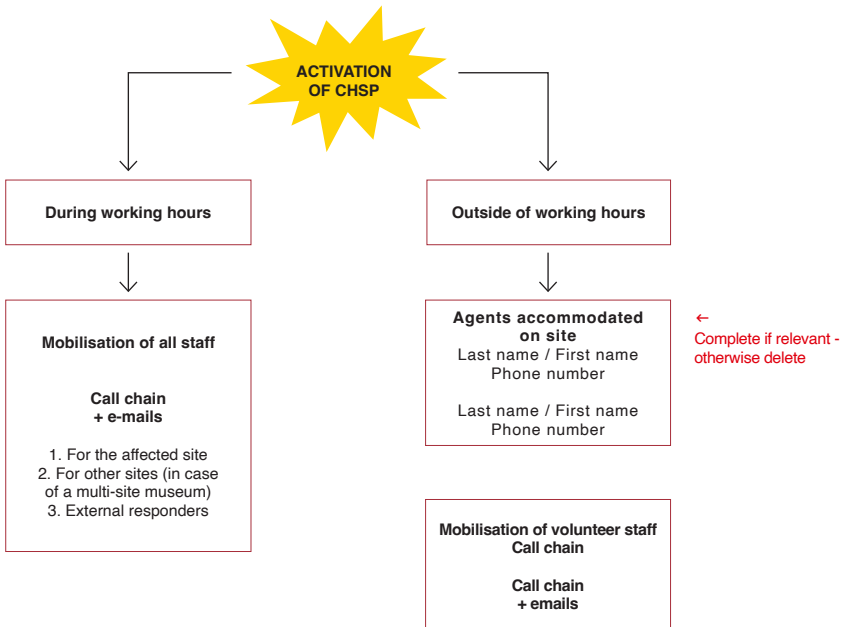 ACTIVATION
OF CHSP
During working hours
Outside of working hours
Mobilisation of all staff
Call chain
+ e-mails
1. For the affected site
2. For other sites (in case
of a multi-site museum)
3. External responders
Agents accommodated
on site
Last name / First name
Phone number
Last name / First name
Phone number
←
Complete if relevant -
otherwise delete
Mobilisation of volunteer staff
Call chain
Call chain
+ emails